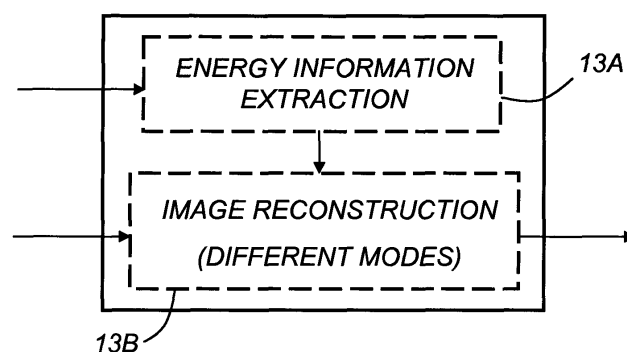 ENERGY INFORMATION
EXTRACTION
13A
IMAGE RECONSTRUCTION
(DIFFERENT MODES)
13B